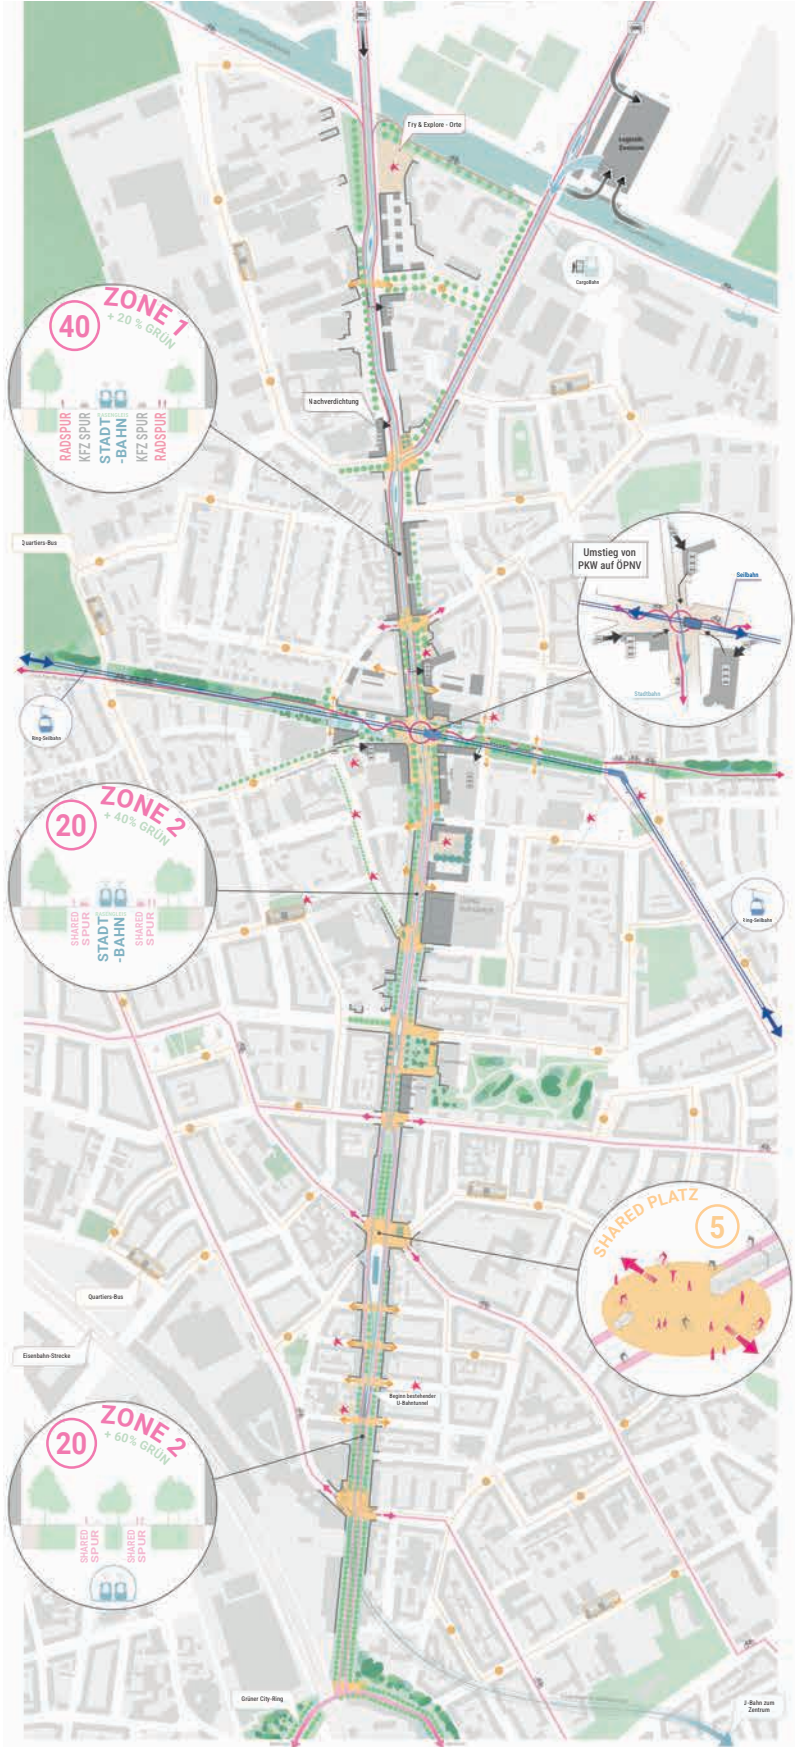 Try & Explore - Orte
Logistik-
Zentrum
CargoBahn
ZONE 1
40
+ 20 % GRÜN
RADSPUR
KFZ SPUR
STADT
-BAHN
KFZ SPUR
RADSPUR
Nachverdichtung
Quartiers-Bus
Umstieg von
PKW auf ÖPNV
Seilbahn
Stadtbahn
Ring-Seilbahn
ZONE 2
20
+ 40% GRÜN
SHARED
SPUR
STADT
-BAHN
SHARED
SPUR
Ring-Seilbahn
SHARED PLATZ
5
Quartiers-Bus
Eisenbahn-Strecke
Beginn bestehender
U-Bahntunnel
ZONE 2
20
+ 60% GRÜN
SHARED
SPUR
SHARED
SPUR
Grüner City-Ring
U-Bahn zum
Zentrum